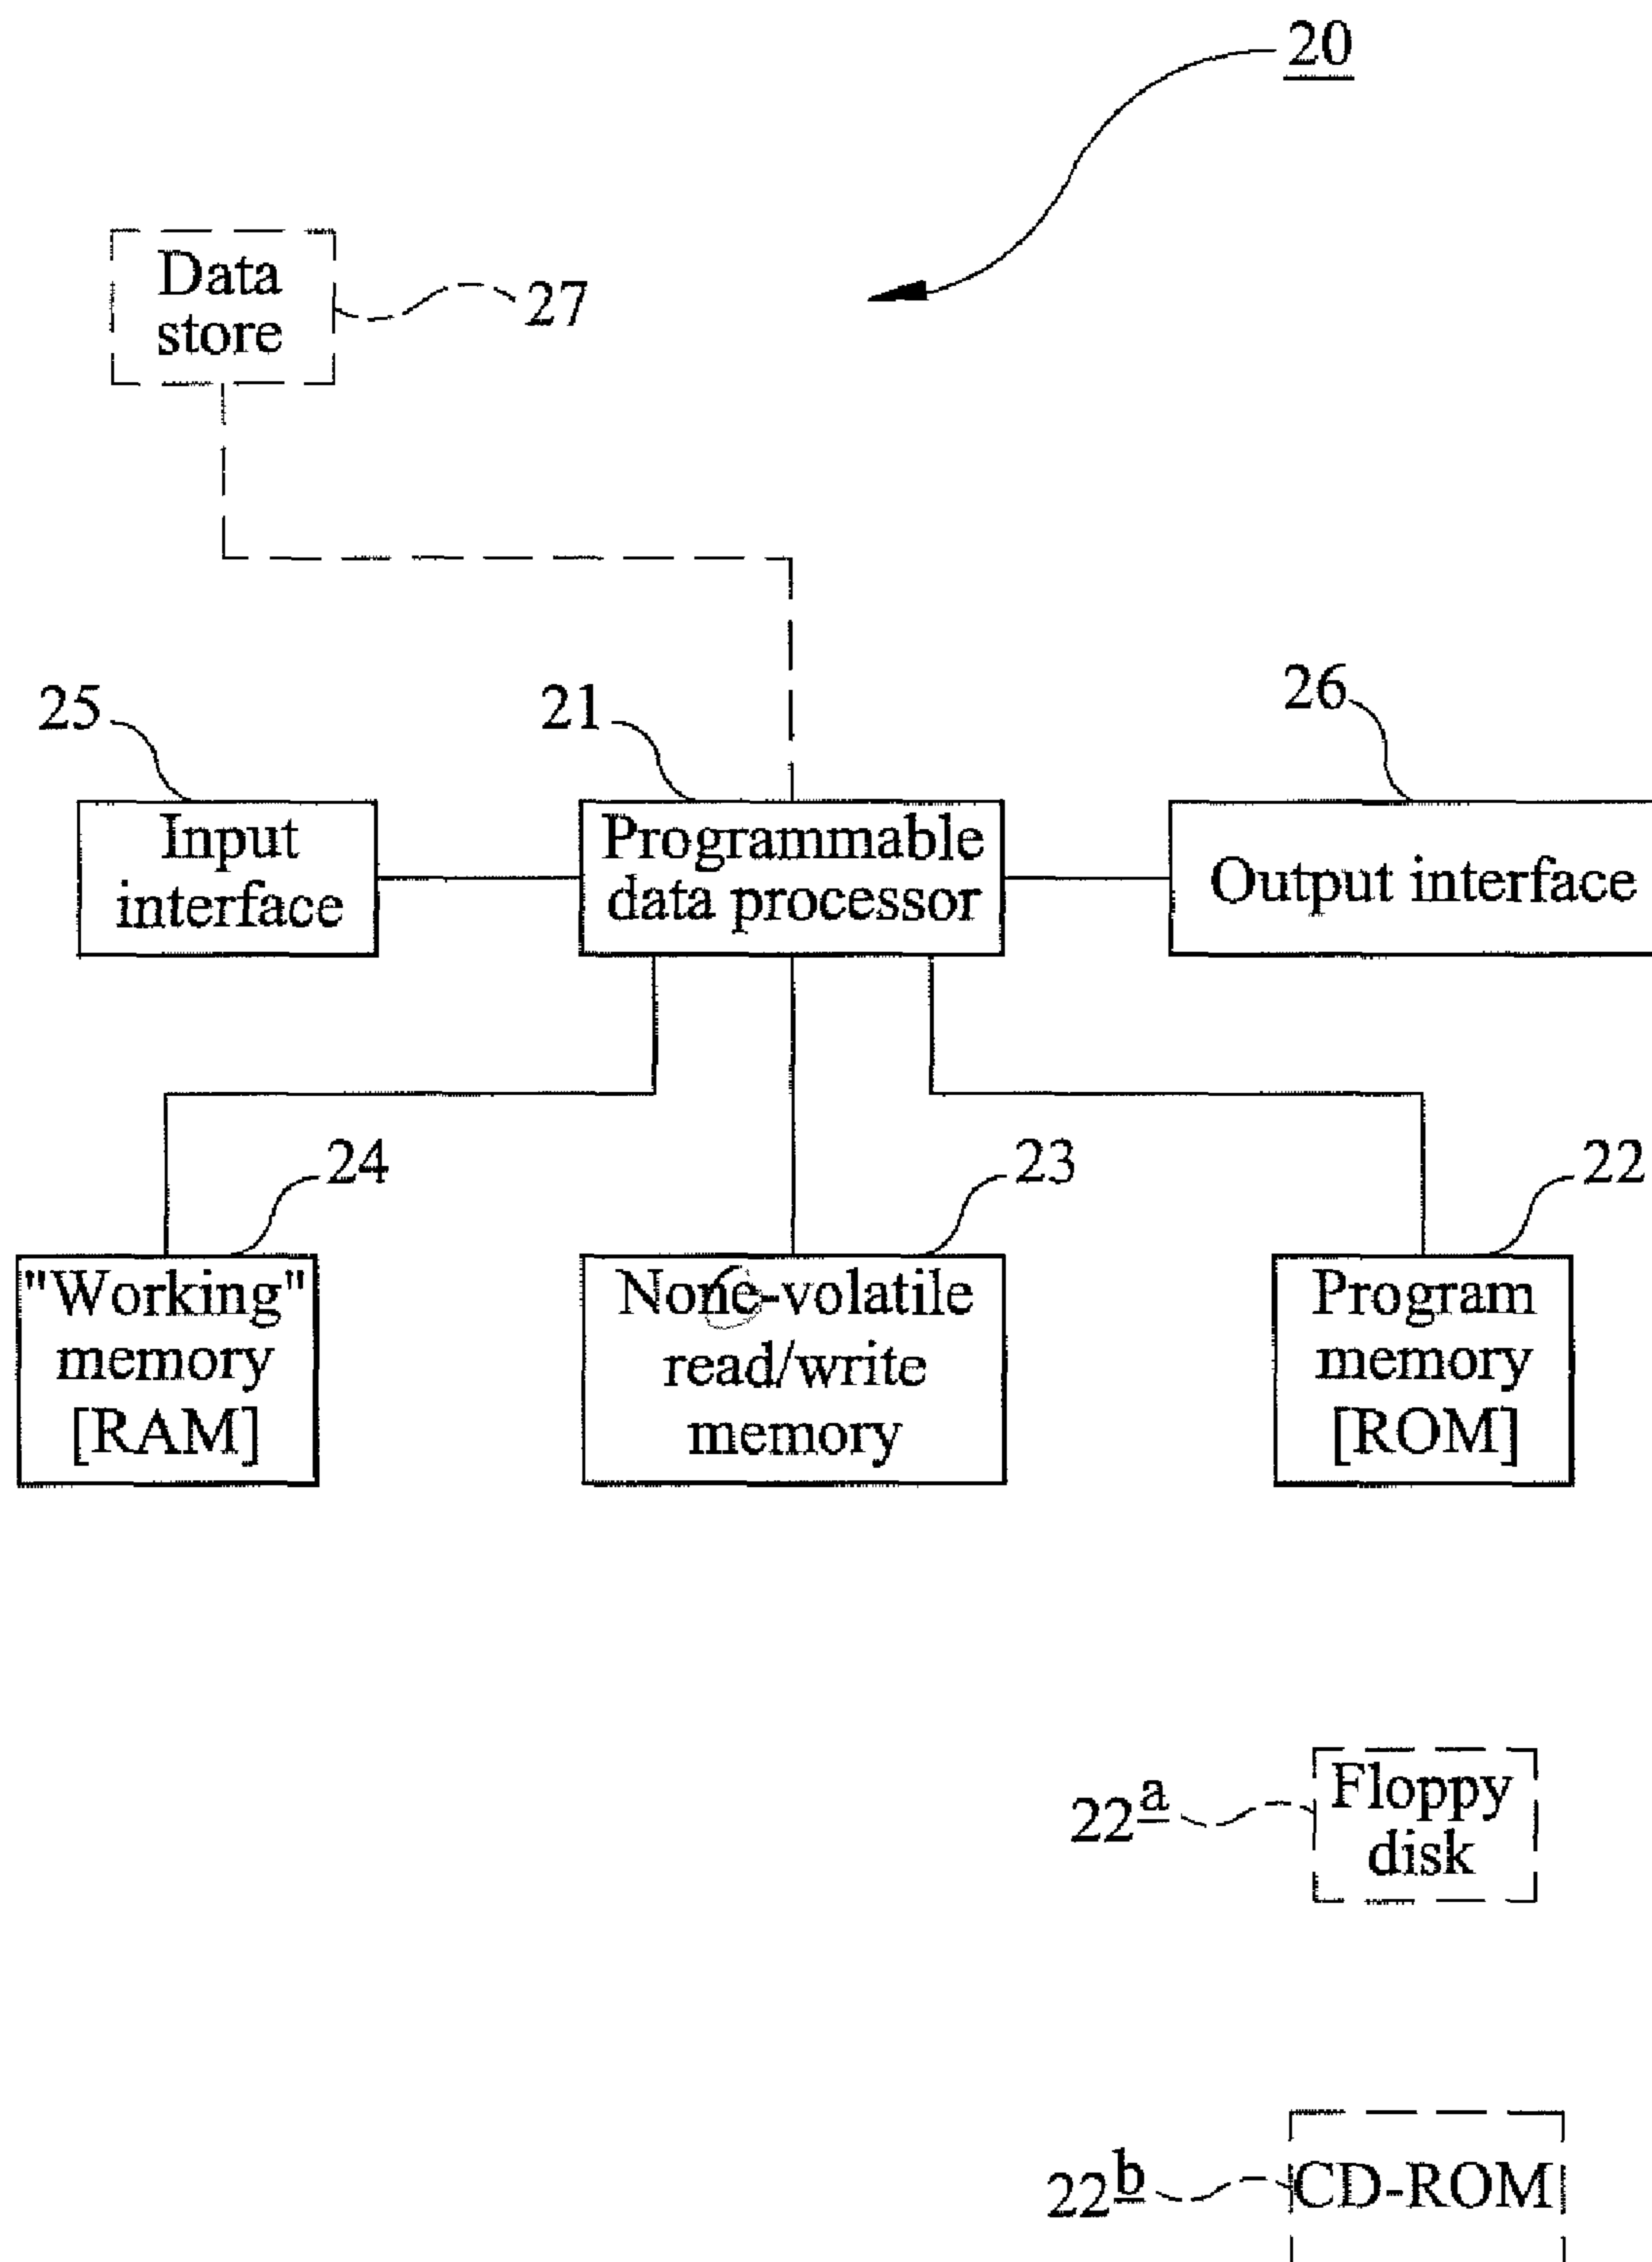 20
Data
store
27
25
21
26
Input
interface
Programmable
data processor
Output interface
24
23
22
"Working"
memory
[RAM]
None-volatile
read/write
memory
Program
memory
[ROM]
22a
Floppy
disk
22b
CD-ROM